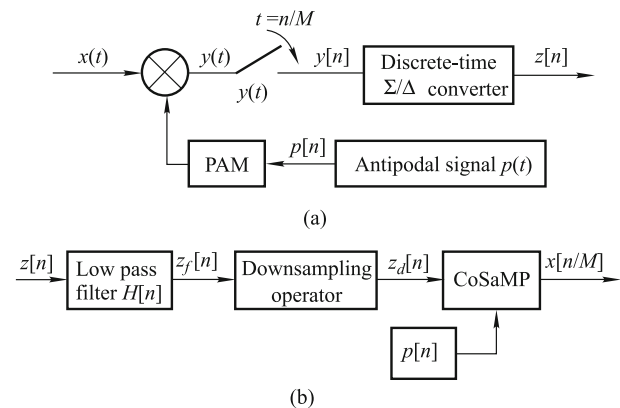 t=n/M
x(t)
y(t)
y(t)
y[n]
Discrete-time
Σ/Δ converter
z[n]
PAM
p[n]
Antipodal signal p(t)
(a)
z[n]
Low pass
filter H[n]
z_f[n]
Downsampling
operator
z_d[n]
CoSaMP
x[n/M]
p[n]
(b)